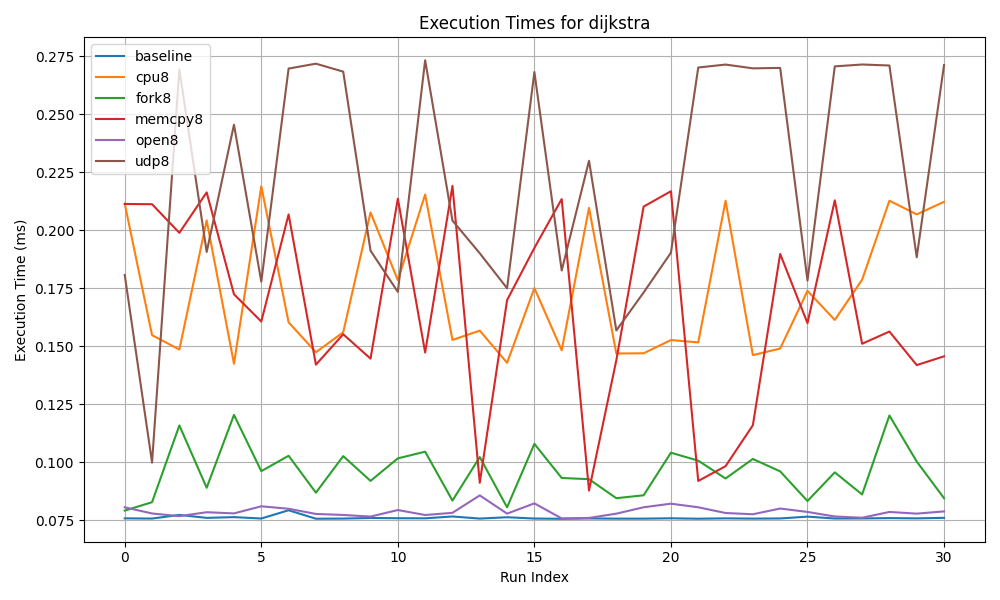 Execution Times for dijkstra
baseline
cpu8
fork8
memcpy8
open8
udp8
Execution Time (ms)
0.275
0.250
0.225
0.200
0.175
0.150
0.125
0.100
0.075
0 5 10 15 20 25 30
Run Index